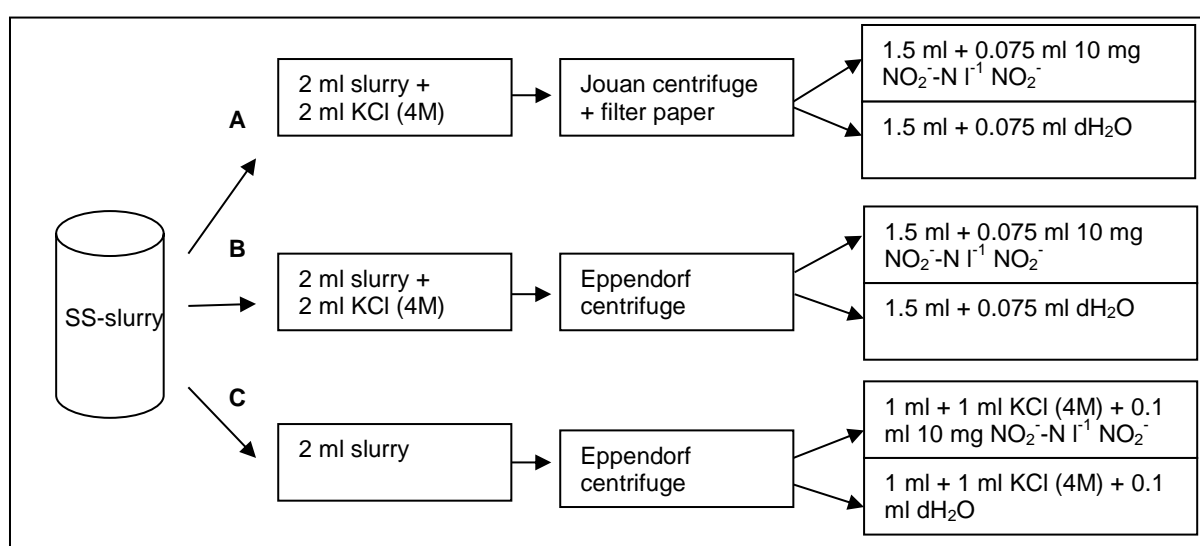 SS-slurry
A
2 ml slurry +
2 ml KCl (4M)
Jouan centrifuge
+ filter paper
1.5 ml + 0.075 ml 10 mg
NO₂⁻-N l⁻¹ NO₂⁻
1.5 ml + 0.075 ml dH₂O
B
2 ml slurry +
2 ml KCl (4M)
Eppendorf
centrifuge
1.5 ml + 0.075 ml 10 mg
NO₂⁻-N l⁻¹ NO₂⁻
1.5 ml + 0.075 ml dH₂O
C
2 ml slurry
Eppendorf
centrifuge
1 ml + 1 ml KCl (4M) + 0.1
ml 10 mg NO₂⁻-N l⁻¹ NO₂⁻
1 ml + 1 ml KCl (4M) + 0.1
ml dH₂O